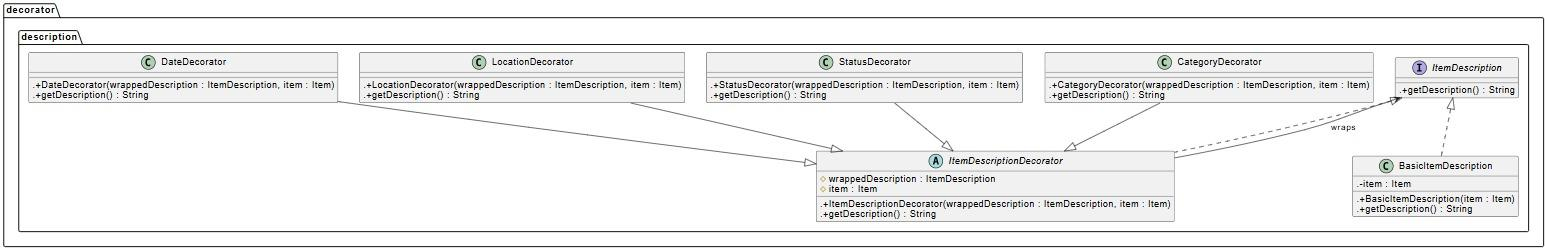 decorator
description
C DateDecorator
.+DateDecorator(wrappedDescription : ItemDescription, item : Item)
.+getDescription() : String
C LocationDecorator
.+LocationDecorator(wrappedDescription : ItemDescription, item : Item)
.+getDescription() : String
C StatusDecorator
.+StatusDecorator(wrappedDescription : ItemDescription, item : Item)
.+getDescription() : String
C CategoryDecorator
.+CategoryDecorator(wrappedDescription : ItemDescription, item : Item)
.+getDescription() : String
I ItemDescription
.+getDescription() : String
wraps
A ItemDescriptionDecorator
wrappedDescription : ItemDescription
item : Item
.+ItemDescriptionDecorator(wrappedDescription : ItemDescription, item : Item)
.+getDescription() : String
C BasicItemDescription
.-item : Item
.+BasicItemDescription(item : Item)
.+getDescription() : String